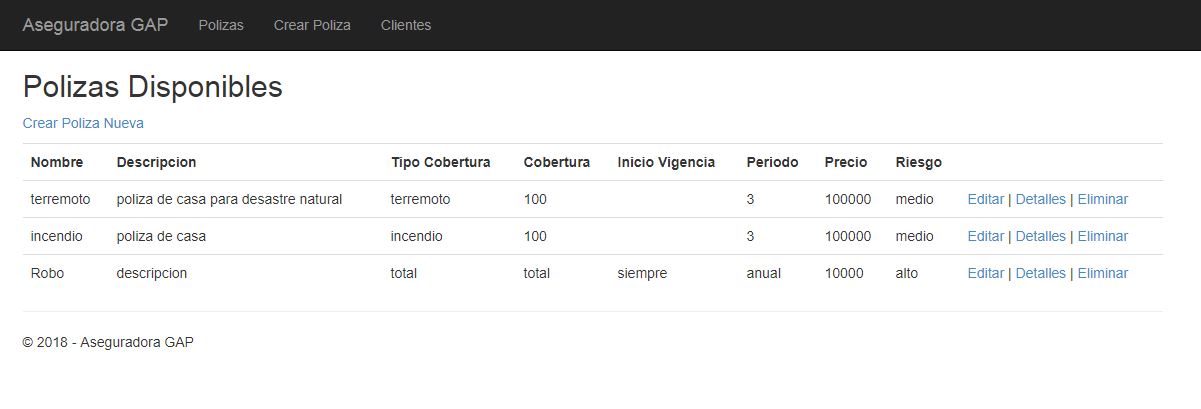 Aseguradora GAP Polizas Crear Poliza Clientes
Polizas Disponibles
Crear Poliza Nueva
Nombre Descripcion Tipo Cobertura Cobertura Inicio Vigencia Periodo Precio Riesgo
terremoto poliza de casa para desastre natural terremoto 100 3 100000 medio Editar | Detalles | Eliminar
incendio poliza de casa incendio 100 3 100000 medio Editar | Detalles | Eliminar
Robo descripcion total total siempre anual 10000 alto Editar | Detalles | Eliminar
© 2018 - Aseguradora GAP